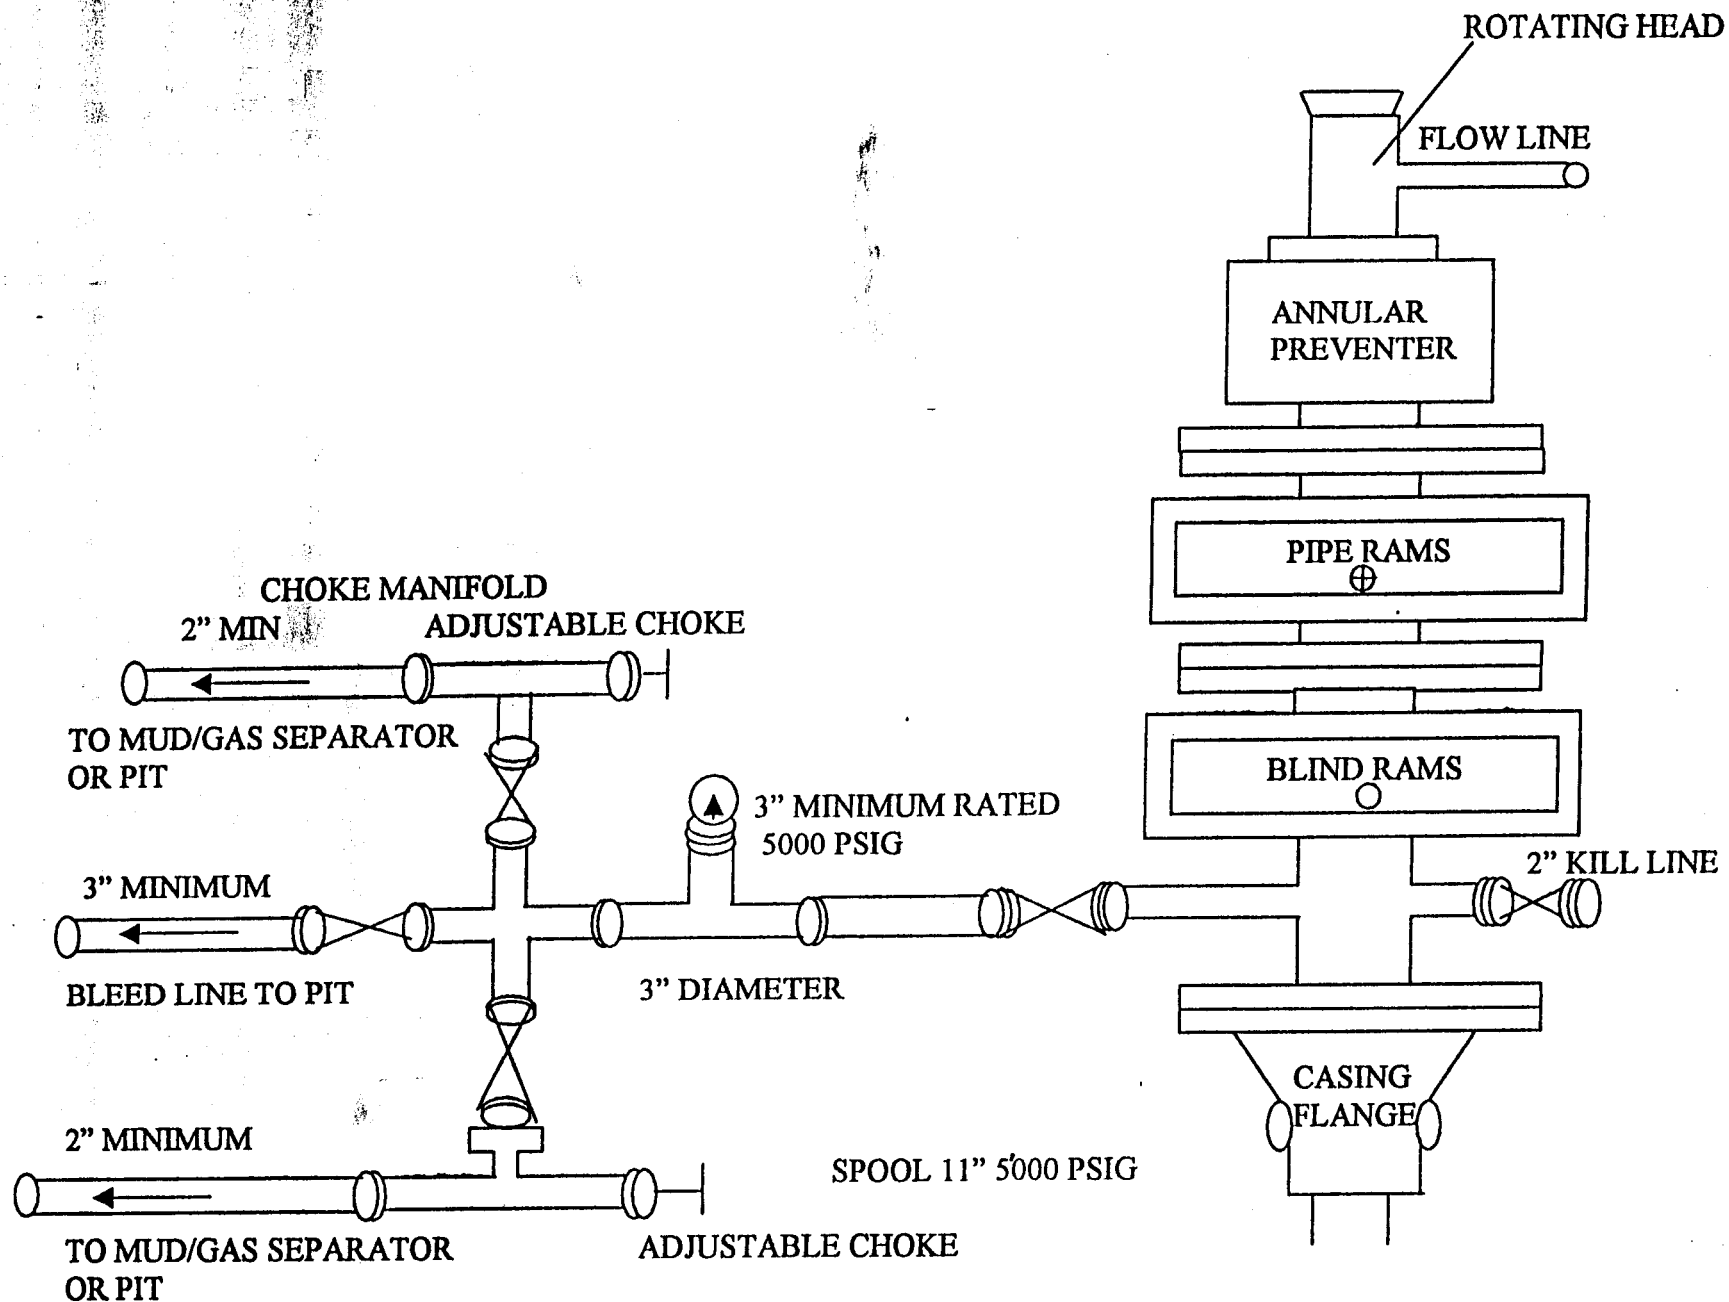 ROTATING HEAD
FLOW LINE
ANNULAR
PREVENTER
PIPE RAMS
CHOKE MANIFOLD
2” MIN
ADJUSTABLE CHOKE
TO MUD/GAS SEPARATOR
OR PIT
BLIND RAMS
3” MINIMUM RATED
5000 PSIG
2” KILL LINE
3” MINIMUM
BLEED LINE TO PIT
3” DIAMETER
CASING
FLANGE
2” MINIMUM
SPOOL 11” 5000 PSIG
TO MUD/GAS SEPARATOR
OR PIT
ADJUSTABLE CHOKE